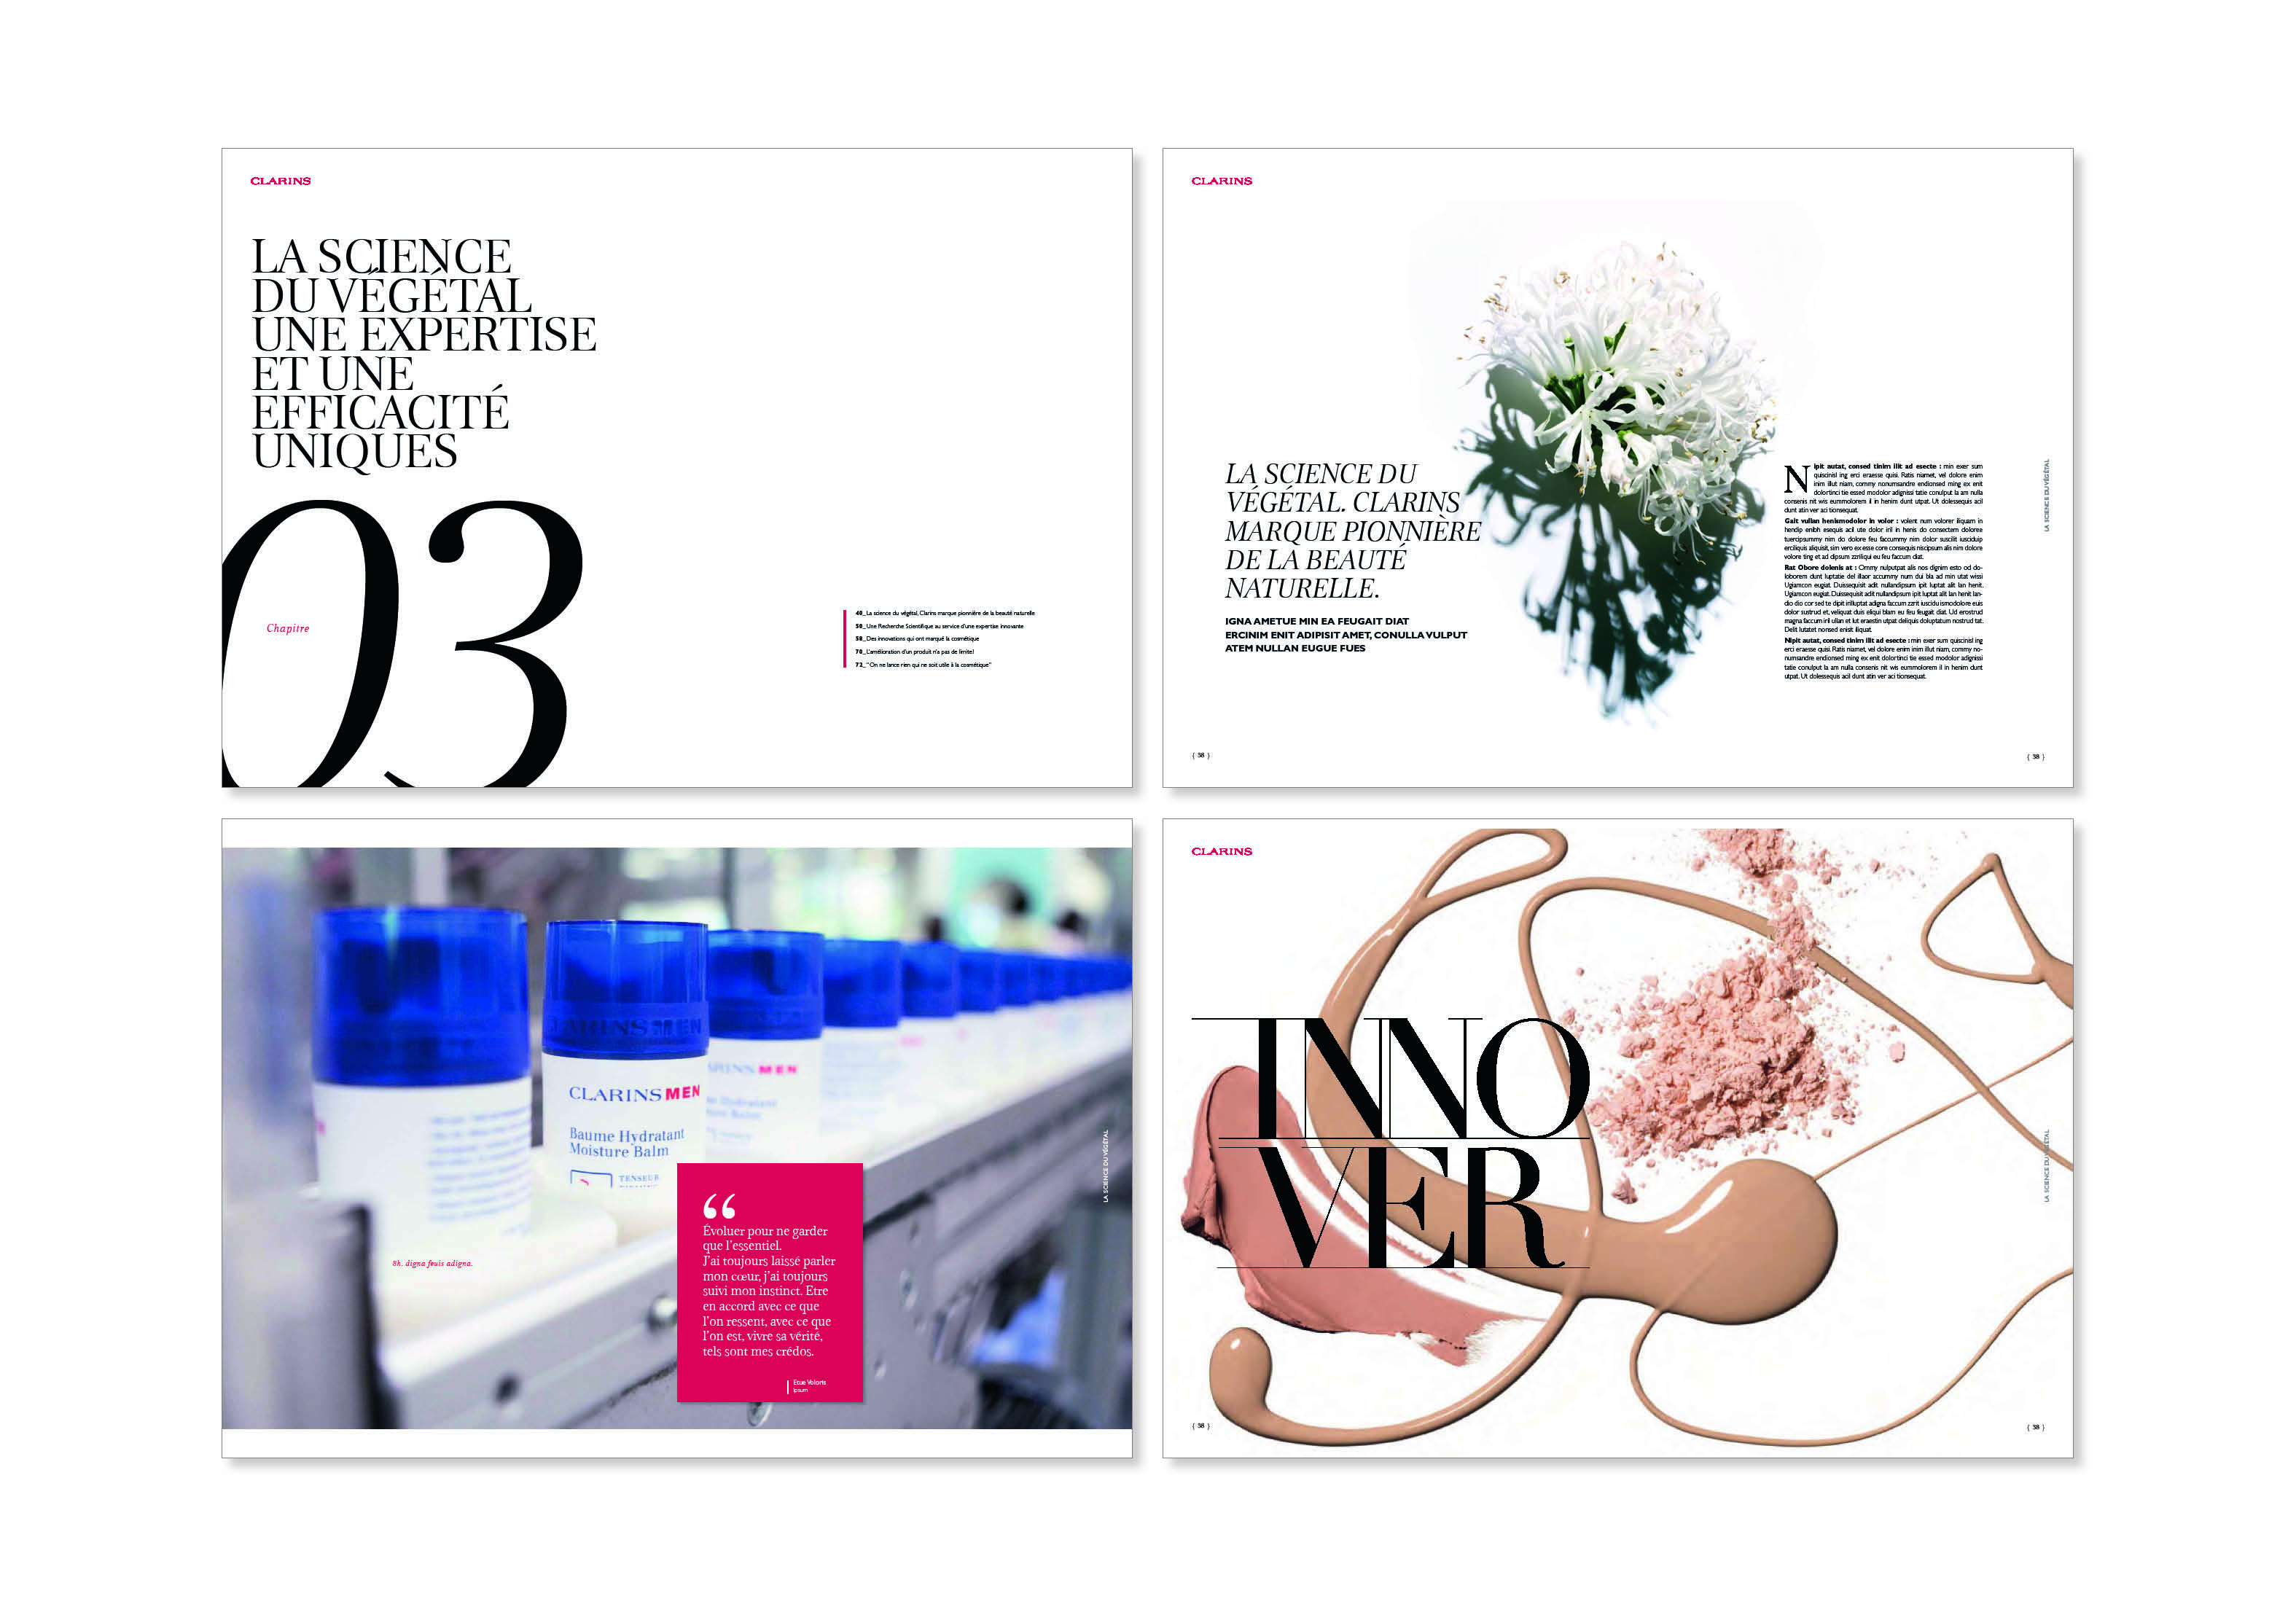 CLARINS
LA SCIENCE
DU VÉGÉTAL
UNE EXPERTISE
ET UNE
EFFICACITÉ
UNIQUES
03
Chapitre
40_La science du végétal, Clarins marque pionnière de la beauté naturelle
50_Une Recherche Scientifique au service d'une expertise innovante
58_Des innovations qui ont marqué la cosmétique
70_L'amélioration d'un produit n'a pas de limite!
72_"On ne lance rien qui ne soit utile à la cosmétique"
CLARINS
LA SCIENCE DU
VÉGÉTAL. CLARINS
MARQUE PIONNIÈRE
DE LA BEAUTÉ
NATURELLE.
IGNA AMETUE MIN EA FEUGAIT DIAT
ERCINIM ENIT ADIPISIT AMET, CONULLA VULPUT
ATEM NULLAN EUGUE FUES
Nipit autat, consed tinim ilit ad esecte : min exer sum
quiscinisl ing erci eraesse quisi. Ratis niamet, vel dolore enim
inim illut niam, commy nonumsandre endionsed ming ex enit
dolortinci tie essed modolor adignissi tatie conulput la am nulla
consenis nit wis eummolorem il in henim dunt utpat. Ut dolessequis acil
dunt atin ver aci tionsequat.
Gait vullan henismodolor in volor : volent num volorer iliquam in
hendip enibh esequis acil ute dolor iril in henis do consectem dolore
tuercipsummy nim do dolore feu faccummy nim dolor suscilit iusciduip
erciliquis aliquisit, sim vero ex esse core consequis niscipsum alis nim dolore
volore ting et ad dipsum zzriliqui eu feu faccum diat.
Rat Obore dolenis at : Ommy nulputpat alis nos dignim esto od do-
loborem dunt luptatie del illaor accummy num dui bla ad min utat wissi
Ugiamcon eugiat. Duissequisit adit nullandipsum ipit luptat alit lan henit.
Ugiamcon eugiat. Duissequisit adit nullandipsum ipit luptat alit lan henit lan-
dio dio cor sed te dipit irilluptat adigna faccum zzrit iuscidu ismodolore euis
dolor sustrud et, veliquat duis eliqui blam eu feu feugait diat. Ud erostrud
magna faccum iril ullan et lut eraestin utpat deliquis doluptatum nostrud tat.
Delit lutatet nonsed enisit iliquat.
Nipit autat, consed tinim ilit ad esecte : min exer sum quiscinisl ing
erci eraesse quisi. Ratis niamet, vel dolore enim inim illut niam, commy no-
numsandre endionsed ming ex enit dolortinci tie essed modolor adignissi
tatie conulput la am nulla consenis nit wis eummolorem il in henim dunt
utpat. Ut dolessequis acil dunt atin ver aci tionsequat.
LA SCIENCE DU VÉGÉTAL
{ 38 }
{ 38 }
CLARINS MEN
CLARINS MEN
Baume Hydratant
Moisture Balm
TENSEUR
MEN
8h. digna feuis adigna.
“
Évoluer pour ne garder
que l'essentiel.
J'ai toujours laissé parler
mon cœur, j'ai toujours
suivi mon instinct. Etre
en accord avec ce que
l'on ressent, avec ce que
l'on est, vivre sa vérité,
tels sont mes crédos.
Etue Veloris
Ipsum
LA SCIENCE DU VÉGÉTAL
CLARINS
INNO
VER
LA SCIENCE DU VÉGÉTAL
{ 38 }
{ 38 }